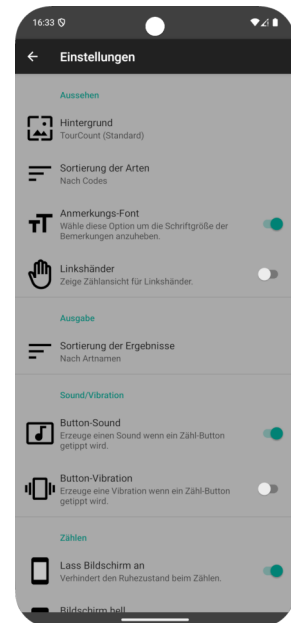 16:33
Einstellungen
Aussehen
Hintergrund
TourCount (Standard)
Sortierung der Arten
Nach Codes
Anmerkungs-Font
Wähle diese Option um die Schriftgröße der
Bemerkungen anzuheben.
Linkshänder
Zeige Zählansicht für Linkshänder.
Ausgabe
Sortierung der Ergebnisse
Nach Artnamen
Sound/Vibration
Button-Sound
Erzeuge einen Sound wenn ein Zähl-Button
getippt wird.
Button-Vibration
Erzeuge eine Vibration wenn ein Zähl-Button
getippt wird.
Zählen
Lass Bildschirm an
Verhindert den Ruhezustand beim Zählen.
Bildschirm hell